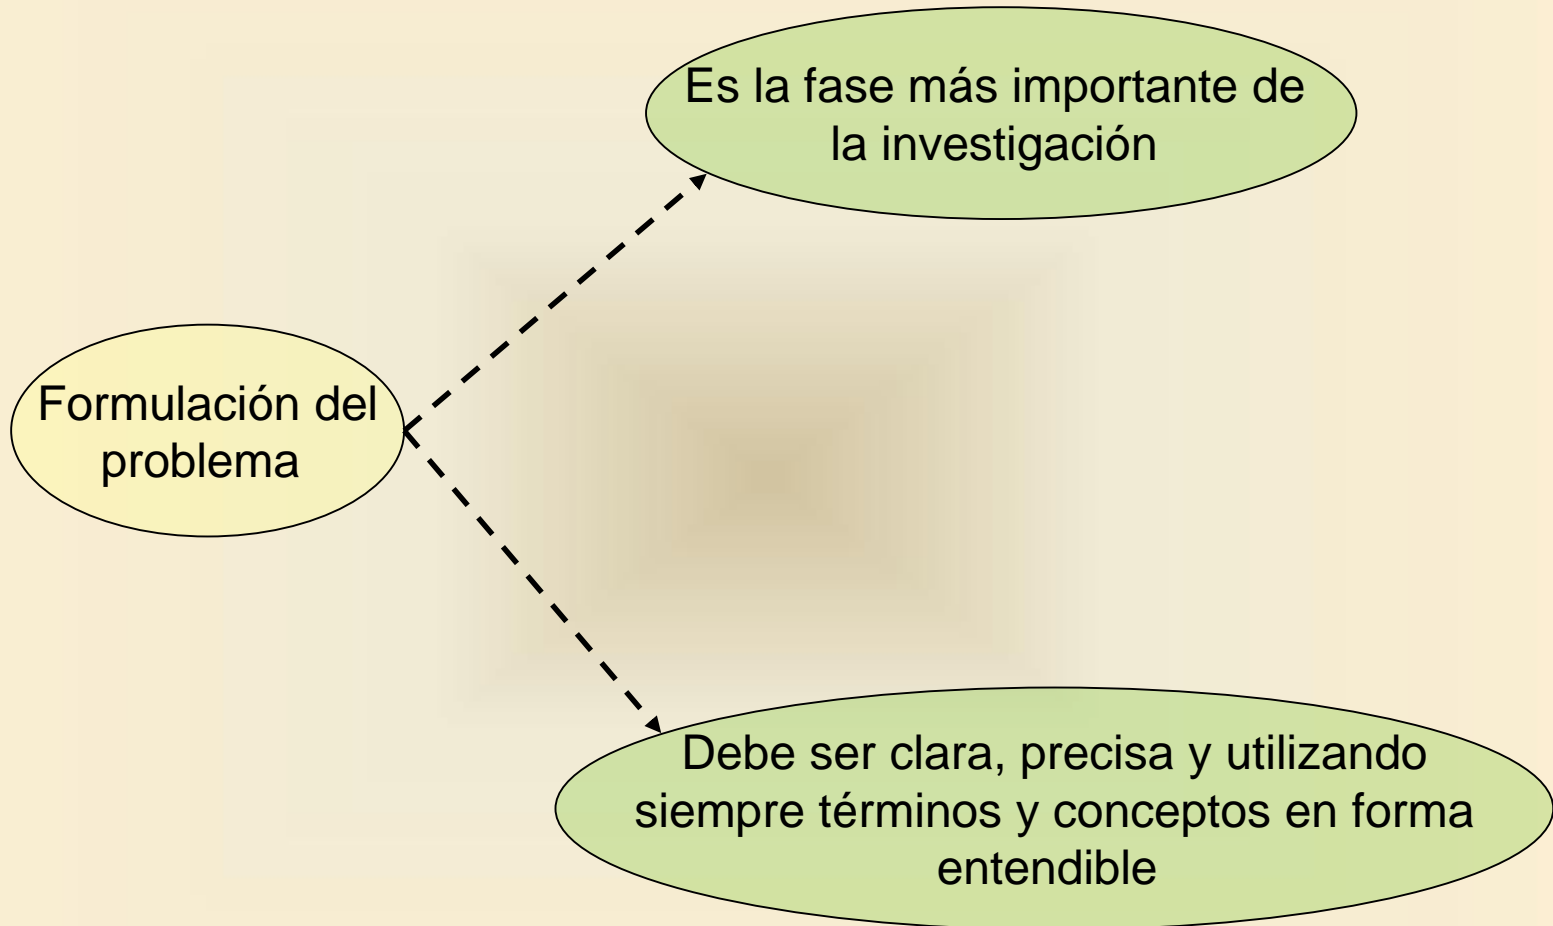 Es la fase más importante de
la investigación
Formulación del
problema
Debe ser clara, precisa y utilizando
siempre términos y conceptos en forma
entendible